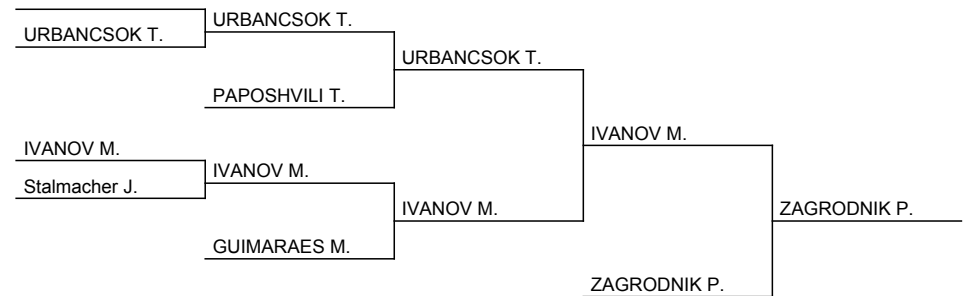 URBANCSOK T.
URBANCSOK T.
URBANCSOK T.
PAPOSHVILI T.
IVANOV M.
IVANOV M.
Stalmacher J.
IVANOV M.
IVANOV M.
ZAGRODNIK P.
GUIMARAES M.
ZAGRODNIK P.